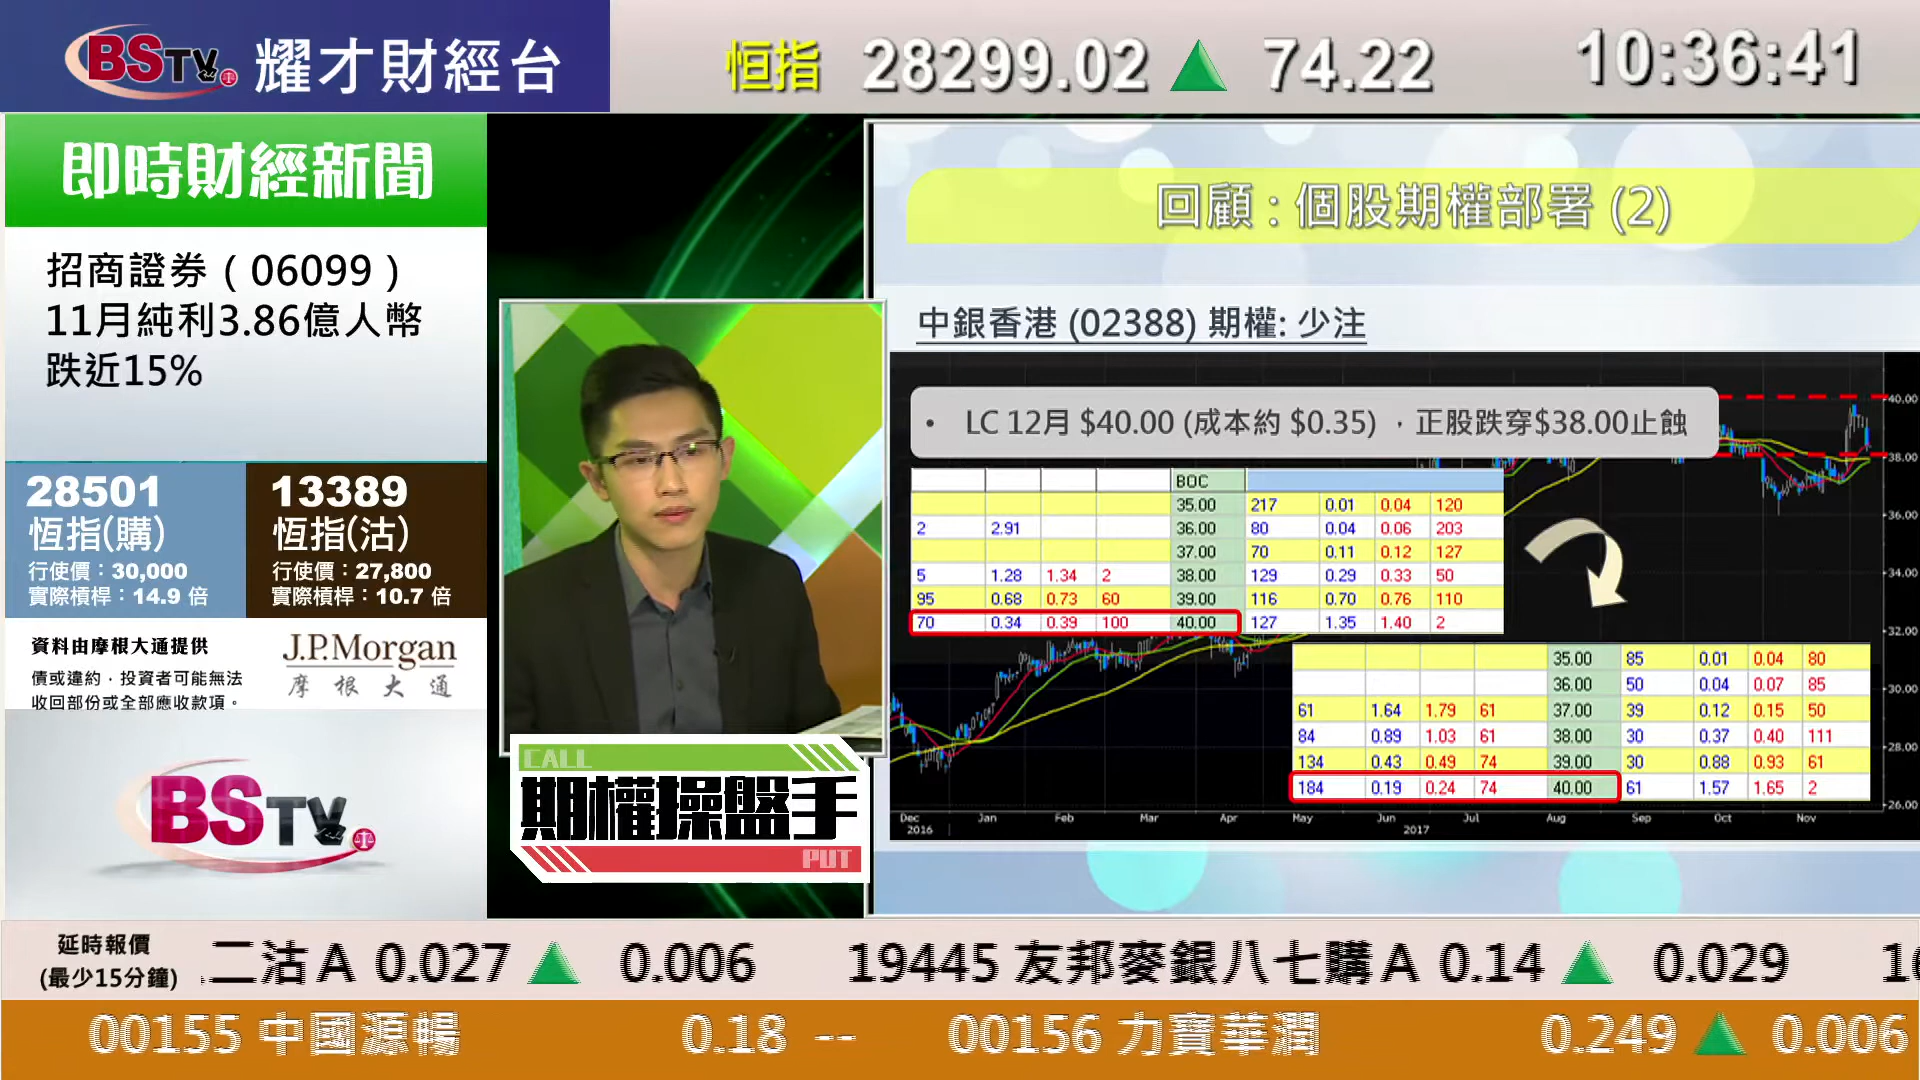 BSTV 耀才財經台
恒指 28299.02 ▲ 74.22 10:36:41
即時財經新聞
招商證券（06099）
11月純利3.86億人幣
跌近15%
28501
恆指(購)
行使價：30,000
實際槓桿：14.9 倍
13389
恆指(沽)
行使價：27,800
實際槓桿：10.7 倍
資料由摩根大通提供
債或違約，投資者可能無法
收回部份或全部應收款項。
J.P.Morgan
摩根大通
BSTV
CALL
期權操盤手
PUT
回顧 : 個股期權部署 (2)
中銀香港 (02388) 期權: 少注
• LC 12月 $40.00 (成本約 $0.35) ，正股跌穿$38.00止蝕
BOC
35.00 217 0.01 0.04 120
2 2.91 36.00 80 0.04 0.06 203
37.00 70 0.11 0.12 127
5 1.28 1.34 2 38.00 129 0.29 0.33 50
95 0.68 0.73 60 39.00 116 0.70 0.76 110
70 0.34 0.39 100 40.00 127 1.35 1.40 2
35.00 85 0.01 0.04 80
36.00 50 0.04 0.07 85
61 1.64 1.79 61 37.00 39 0.12 0.15 50
84 0.89 1.03 61 38.00 30 0.37 0.40 111
134 0.43 0.49 74 39.00 30 0.88 0.93 61
184 0.19 0.24 74 40.00 61 1.57 1.65 2
40.00
38.00
36.00
34.00
32.00
30.00
28.00
26.00
Dec Jan Feb Mar Apr May Jun Jul Aug Sep Oct Nov
2016 2017
延時報價
(最少15分鐘)
二沽A 0.027 ▲ 0.006 19445 友邦麥銀八七購A 0.14 ▲ 0.029
00155 中國源暢 0.18 -- 00156 力寶華潤 0.249 ▲ 0.006